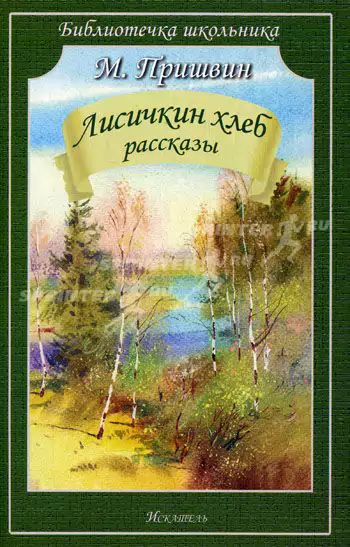 Библиотечка школьника
М. Пришвин
Лисичкин хлеб
рассказы
Искатель